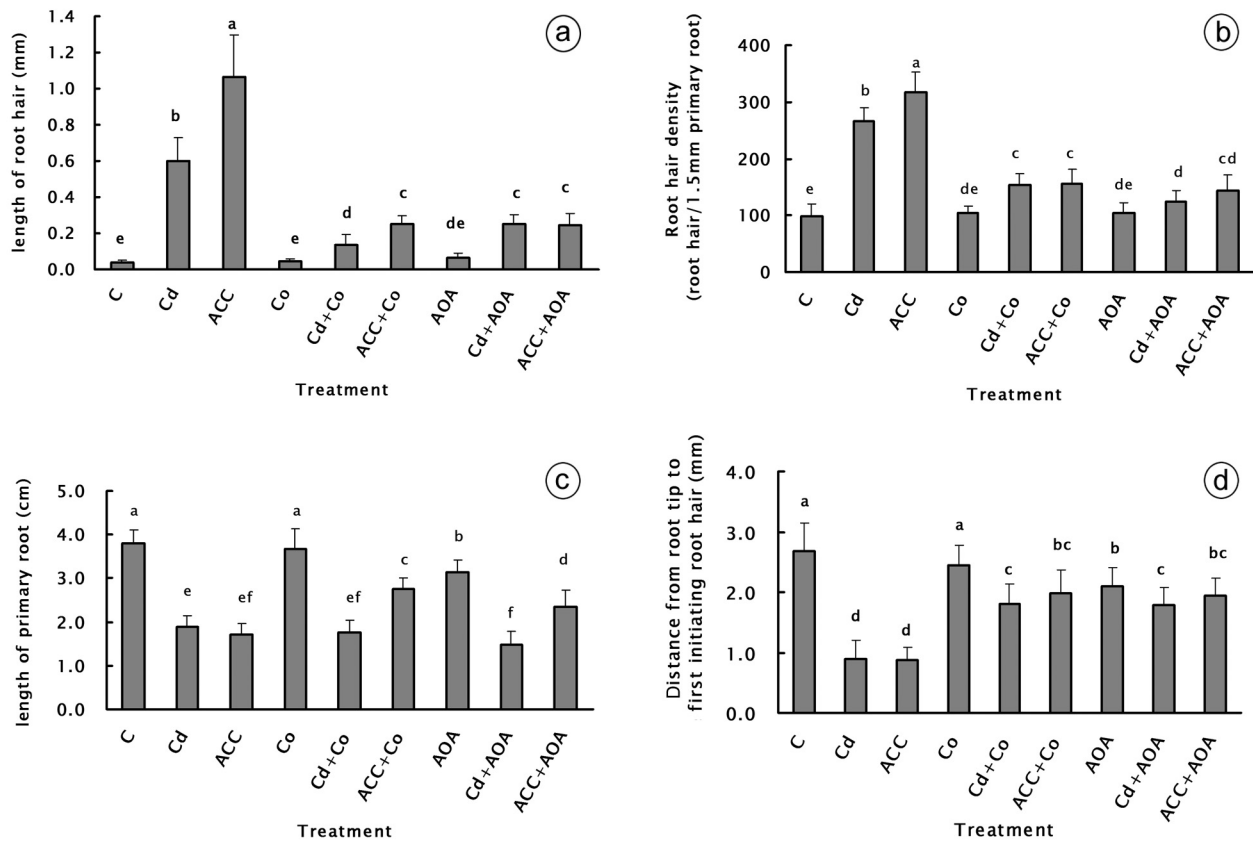 a
length of root hair (mm)
1.4
1.2
1.0
0.8
0.6
0.4
0.2
0.0
e
b
a
e
d
c
de
c
c
C
Cd
ACC
Co
Cd+Co
ACC+Co
AOA
Cd+AOA
ACC+AOA
Treatment
b
Root hair density
(root hair/1.5mm primary root)
400
300
200
100
0
e
b
a
de
c
c
de
d
cd
C
Cd
ACC
Co
Cd+Co
ACC+Co
AOA
Cd+AOA
ACC+AOA
Treatment
c
length of primary root (cm)
5.0
4.0
3.0
2.0
1.0
0.0
a
e
ef
a
ef
c
b
f
d
C
Cd
ACC
Co
Cd+Co
ACC+Co
AOA
Cd+AOA
ACC+AOA
Treatment
d
Distance from root tip to
first initiating root hair (mm)
4.0
3.0
2.0
1.0
0.0
a
d
d
a
c
bc
b
c
bc
C
Cd
ACC
Co
Cd+Co
ACC+Co
AOA
Cd+AOA
ACC+AOA
Treatment